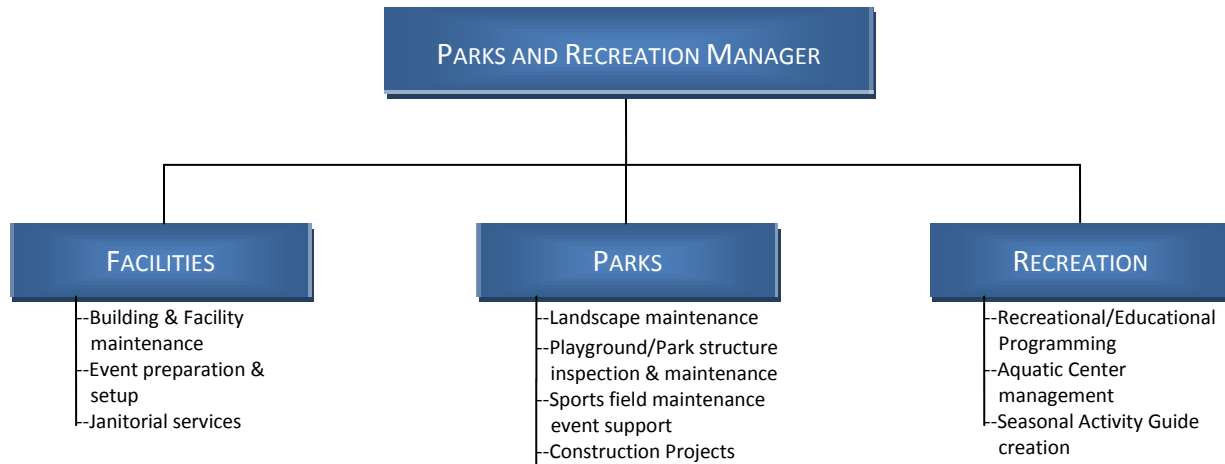 PARKS AND RECREATION MANAGER
FACILITIES
--Building & Facility
maintenance
--Event preparation &
setup
--Janitorial services
PARKS
--Landscape maintenance
--Playground/Park structure
inspection & maintenance
--Sports field maintenance
event support
--Construction Projects
RECREATION
--Recreational/Educational
Programming
--Aquatic Center
management
--Seasonal Activity Guide
creation